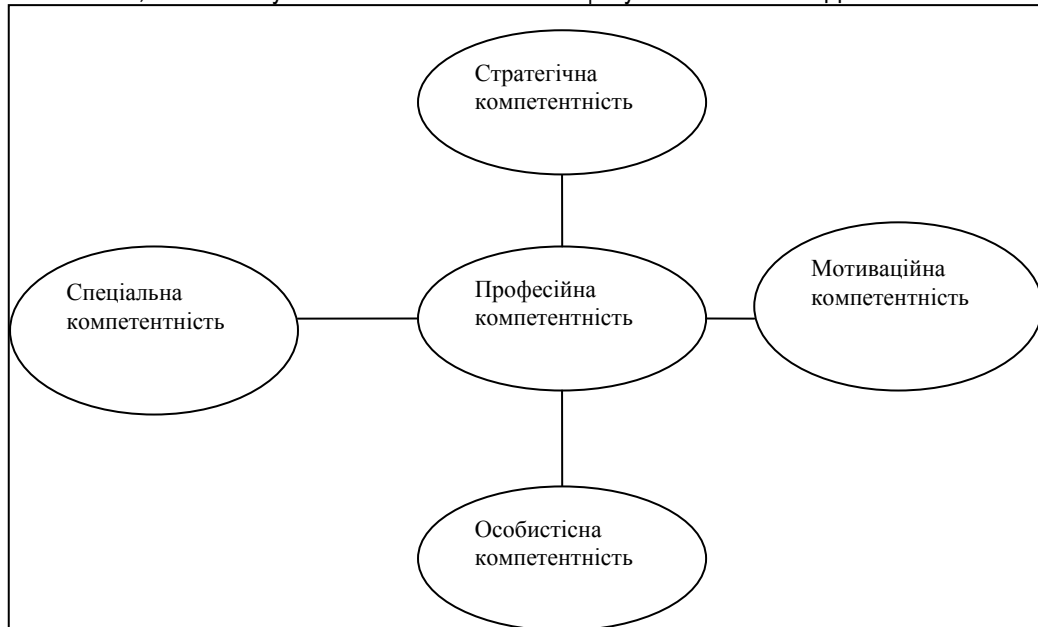 Стратегічна
компетентність
Мотиваційна
компетентність
Спеціальна
компетентність
Професійна
компетентність
Особистісна
компетентність